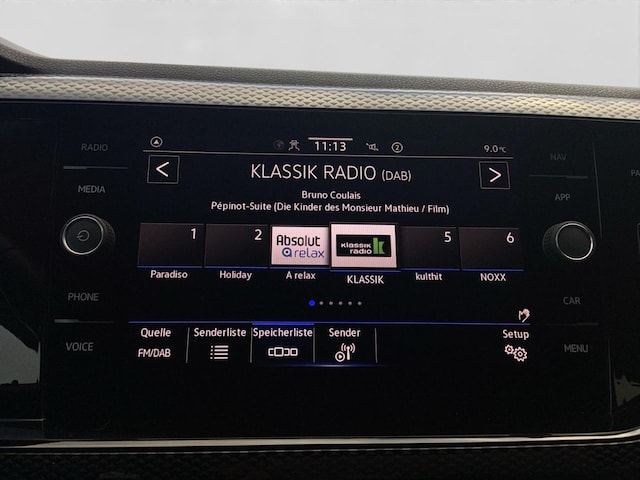 RADIO
MEDIA
PHONE
VOICE
NAV
APP
CAR
MENU
PA
11:13
2
9.0°C
< KLASSIK RADIO (DAB) >
Bruno Coulais
Pépinot-Suite (Die Kinder des Monsieur Mathieu / Film)
1 2 Absolut relax klassik radio k 5 6
Paradiso Holiday A relax KLASSIK kulthit NOXX
Quelle Senderliste Speicherliste Sender Setup
FM/DAB